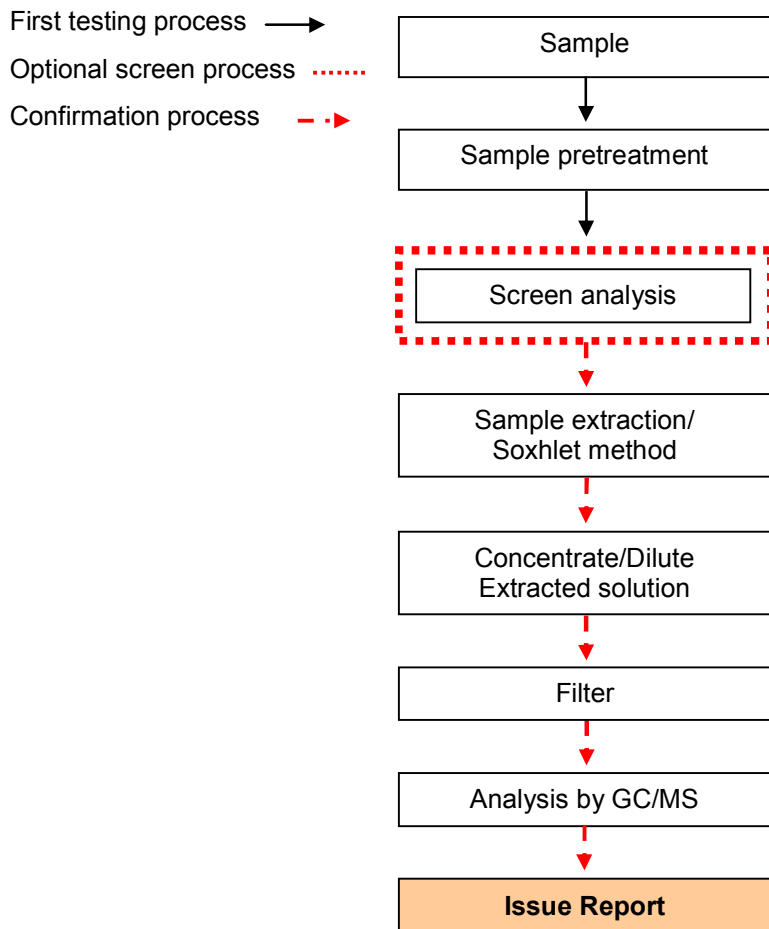 First testing process
Optional screen process
Confirmation process
Sample
Sample pretreatment
Screen analysis
Sample extraction/
Soxhlet method
Concentrate/Dilute
Extracted solution
Filter
Analysis by GC/MS
Issue Report